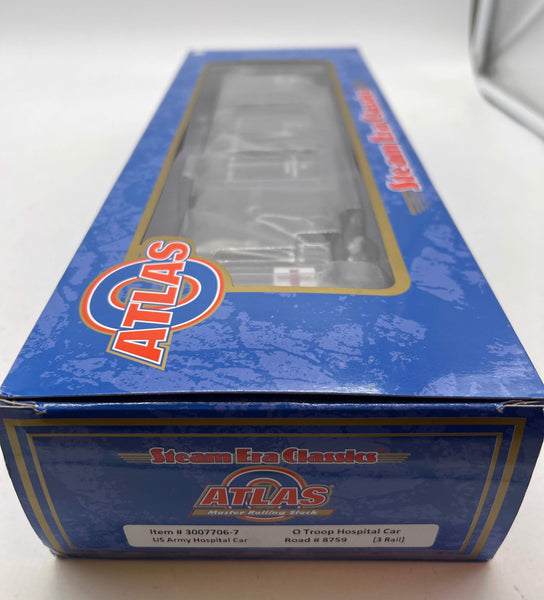 Steam Era Classics
ATLAS
Steam Era Classics
ATLAS
Master Rolling Stock
Item # 3007706-7 O Troop Hospital Car
US Army Hospital Car Road # 8759 [3 Rail]